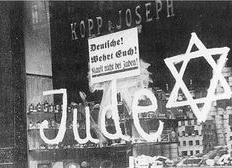 KOPP & JOSEPH
Deutsche!
Wehrt Euch!
Kauft nicht bei Juden!
Jude